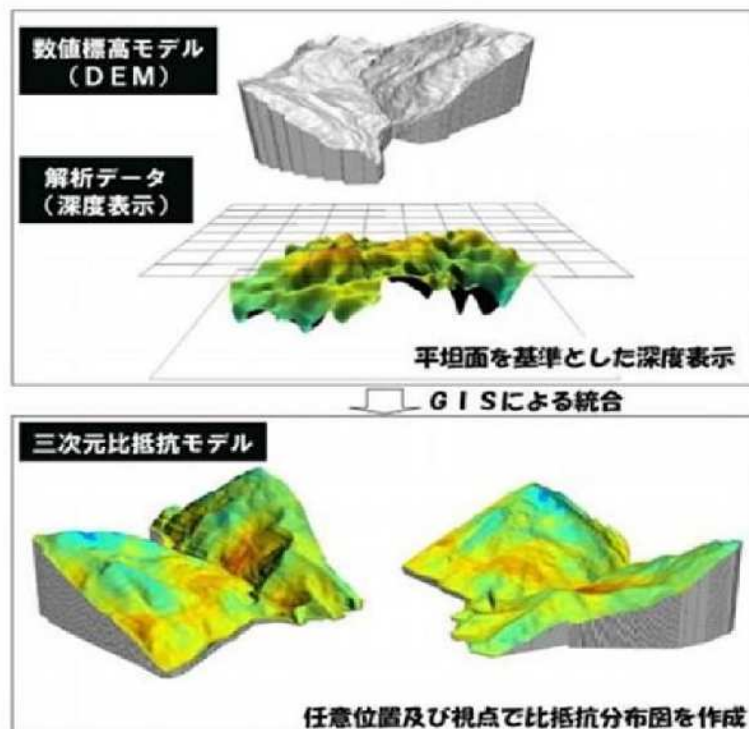 数値標高モデル
(DEM)
解析データ
(深度表示)
平坦面を基準とした深度表示
GISによる統合
三次元比抵抗モデル
任意位置及び視点で比抵抗分布図を作成